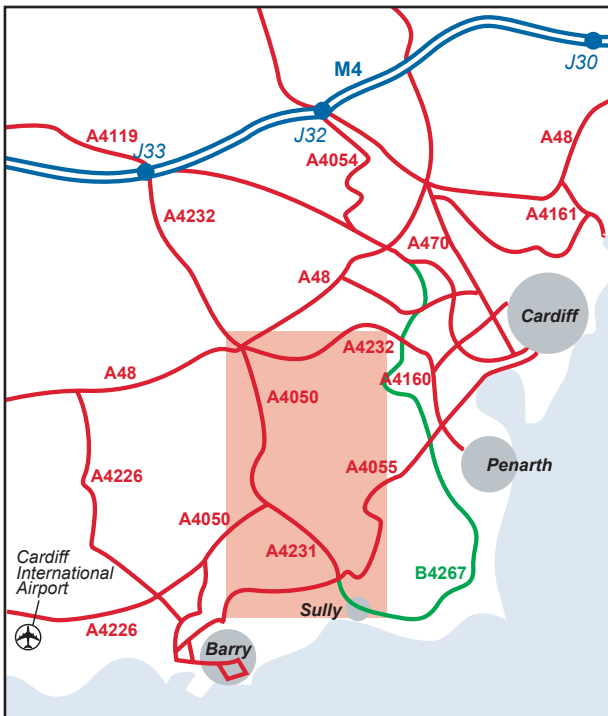 J30
M4
J32
A48
A4119
J33
A4054
A4232
A4161
A470
A48
Cardiff
A4232
A48
A4160
A4050
A4055
Penarth
A4226
A4050
A4231
B4267
Cardiff
International
Airport
Sully
A4226
Barry